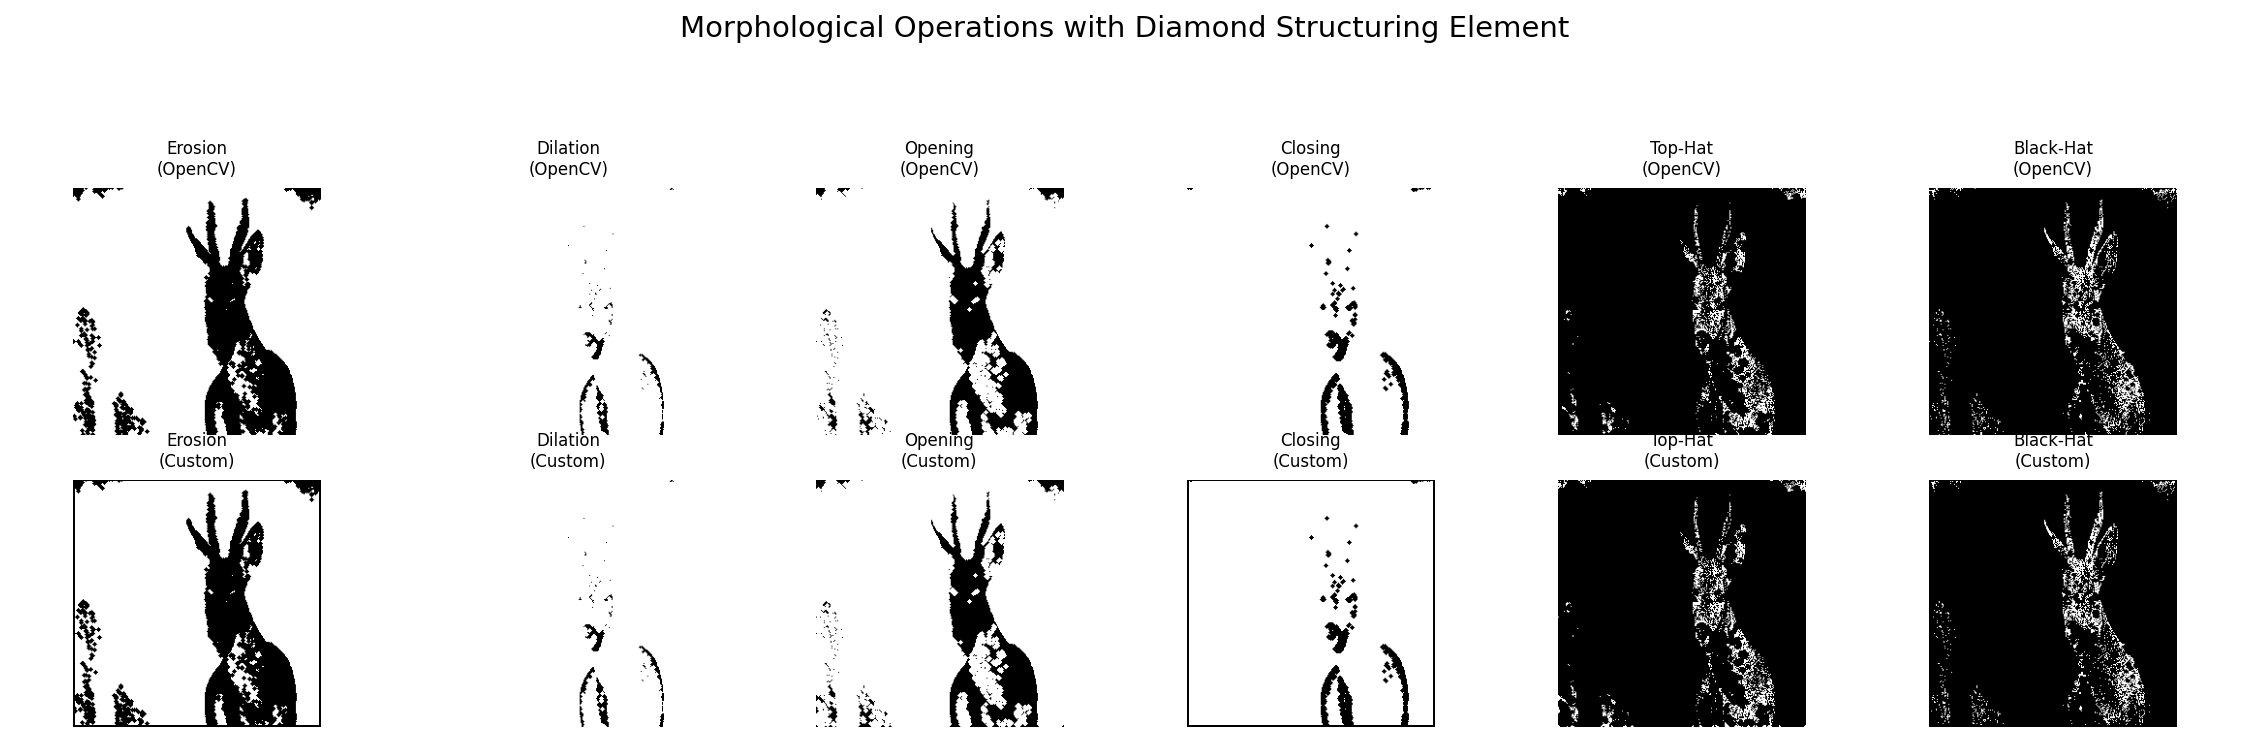 Morphological Operations with Diamond Structuring Element
Erosion
(OpenCV)
Dilation
(OpenCV)
Opening
(OpenCV)
Closing
(OpenCV)
Top-Hat
(OpenCV)
Black-Hat
(OpenCV)
Erosion
(Custom)
Dilation
(Custom)
Opening
(Custom)
Closing
(Custom)
Top-Hat
(Custom)
Black-Hat
(Custom)